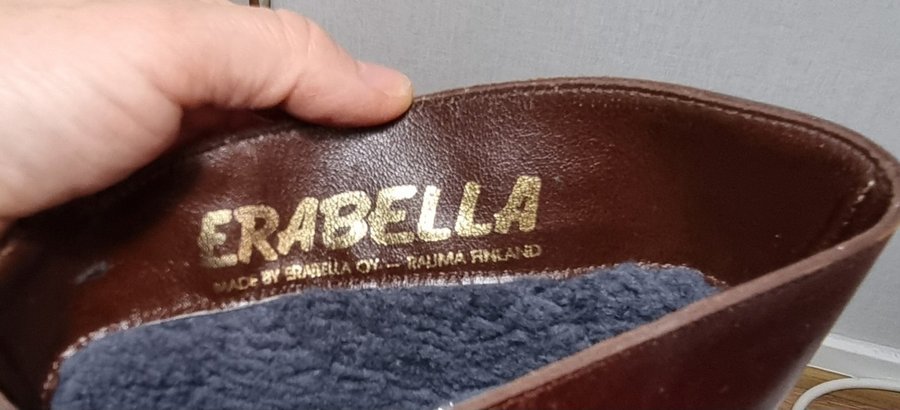 ERABELLA
MADE BY ERABELLA OY — RAUMA FINLAND